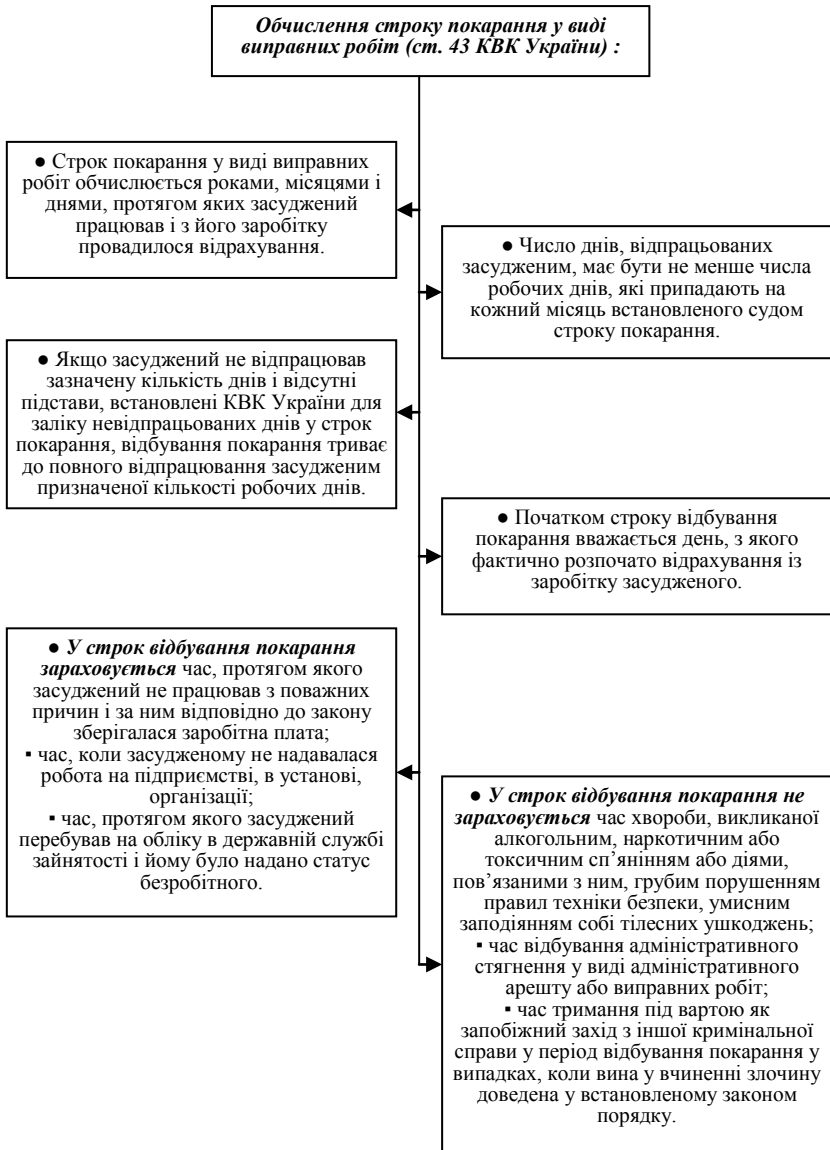 Обчислення строку покарання у виді
виправних робіт (ст. 43 КВК України) :
● Строк покарання у виді виправних
робіт обчислюється роками, місяцями і
днями, протягом яких засуджений
працював і з його заробітку
провадилося відрахування.
● Число днів, відпрацьованих
засудженим, має бути не менше числа
робочих днів, які припадають на
кожний місяць встановленого судом
строку покарання.
● Якщо засуджений не відпрацював
зазначену кількість днів і відсутні
підстави, встановлені КВК України для
заліку невідпрацьованих днів у строк
покарання, відбування покарання триває
до повного відпрацювання засудженим
призначеної кількості робочих днів.
● Початком строку відбування
покарання вважається день, з якого
фактично розпочато відрахування із
заробітку засудженого.
● У строк відбування покарання
зараховується час, протягом якого
засуджений не працював з поважних
причин і за ним відповідно до закону
зберігалася заробітна плата;
▪ час, коли засудженому не надавалася
робота на підприємстві, в установі,
організації;
▪ час, протягом якого засуджений
перебував на обліку в державній службі
зайнятості і йому було надано статус
безробітного.
● У строк відбування покарання не
зараховується час хвороби, викликаної
алкогольним, наркотичним або
токсичним сп’янінням або діями,
пов’язаними з ним, грубим порушенням
правил техніки безпеки, умисним
заподіянням собі тілесних ушкоджень;
▪ час відбування адміністративного
стягнення у виді адміністративного
арешту або виправних робіт;
▪ час тримання під вартою як
запобіжний захід з іншої кримінальної
справи у період відбування покарання у
випадках, коли вина у вчиненні злочину
доведена у встановленому законом
порядку.